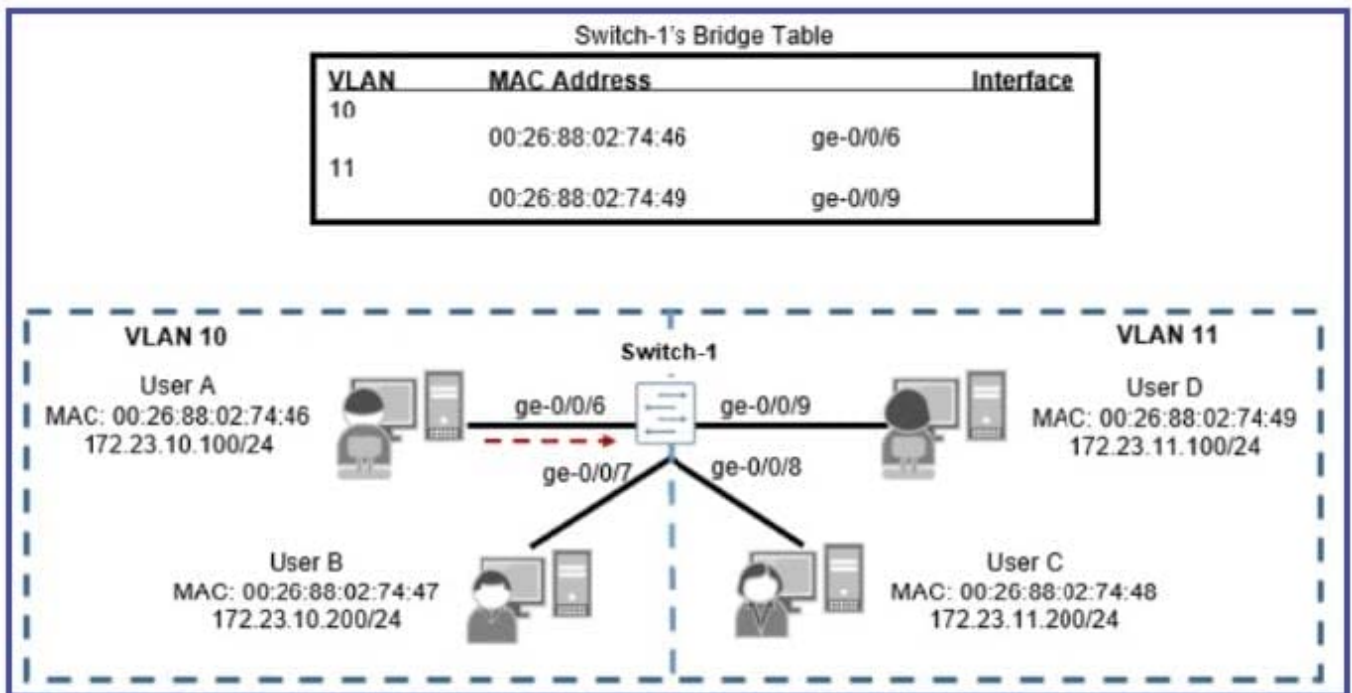 Switch-1's Bridge Table
VLAN MAC Address Interface
10
00:26:88:02:74:46 ge-0/0/6
11
00:26:88:02:74:49 ge-0/0/9
VLAN 10
VLAN 11
Switch-1
User A
MAC: 00:26:88:02:74:46
172.23.10.100/24
ge-0/0/6
ge-0/0/9
User D
MAC: 00:26:88:02:74:49
172.23.11.100/24
ge-0/0/7
ge-0/0/8
User B
MAC: 00:26:88:02:74:47
172.23.10.200/24
User C
MAC: 00:26:88:02:74:48
172.23.11.200/24